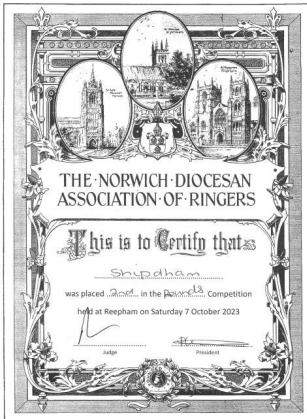 THE·NORWICH·DIOCESAN
ASSOCIATION·OF·RINGERS
This is to Certify that
Shipdham
was placed 2nd in the Rounds Competition
held at Reepham on Saturday 7 October 2023
Judge President